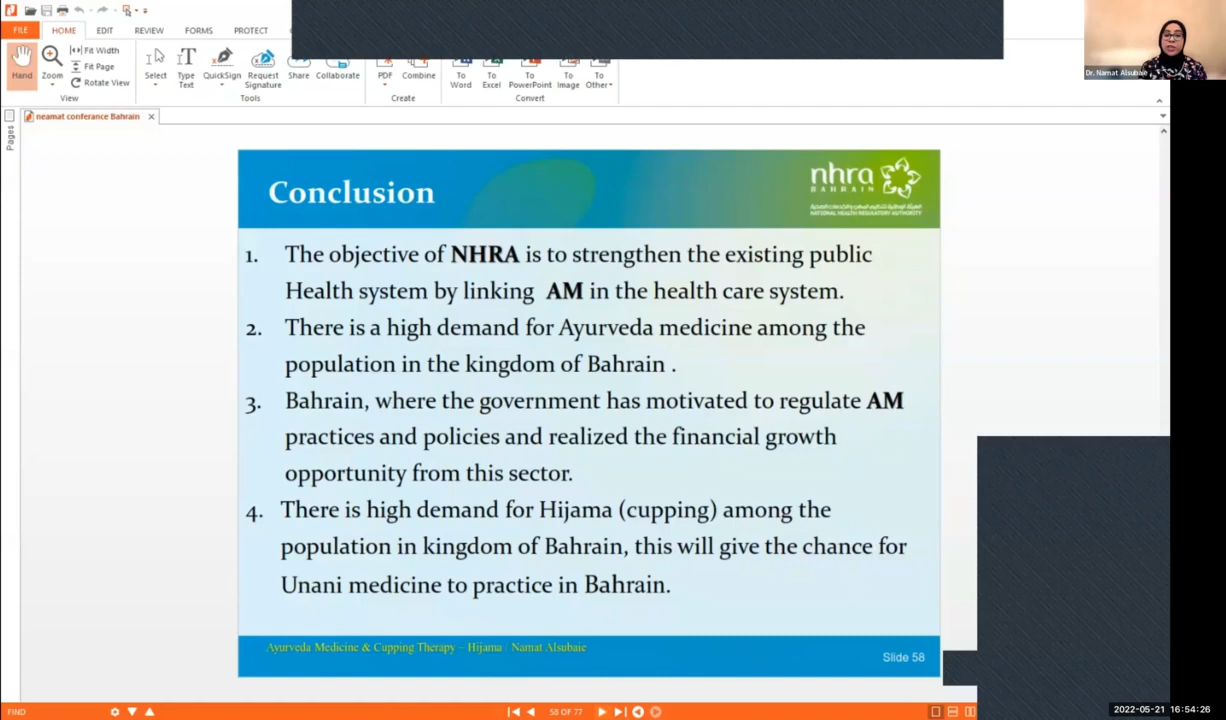 FILE HOME EDIT REVIEW FORMS PROTECT
Hand
Zoom
Fit Width
Fit Page
Rotate View
View
Select
Type Text
QuickSign
Request Signature
Tools
Share
Collaborate
PDF
Combine
Create
To Word
To Excel
To PowerPoint
To Image
To Other
Convert
Dr. Namat Alsubaie
neamat conferance Bahrain
Pages
Conclusion
nhra
BAHRAIN
NATIONAL HEALTH REGULATORY AUTHORITY
1. The objective of NHRA is to strengthen the existing public
Health system by linking AM in the health care system.
2. There is a high demand for Ayurveda medicine among the
population in the kingdom of Bahrain .
3. Bahrain, where the government has motivated to regulate AM
practices and policies and realized the financial growth
opportunity from this sector.
4. There is high demand for Hijama (cupping) among the
population in kingdom of Bahrain, this will give the chance for
Unani medicine to practice in Bahrain.
Ayurveda Medicine & Cupping Therapy – Hijama / Namat Alsubaie
Slide 58
FIND
58 OF 77
2022-05-21 16:54:26